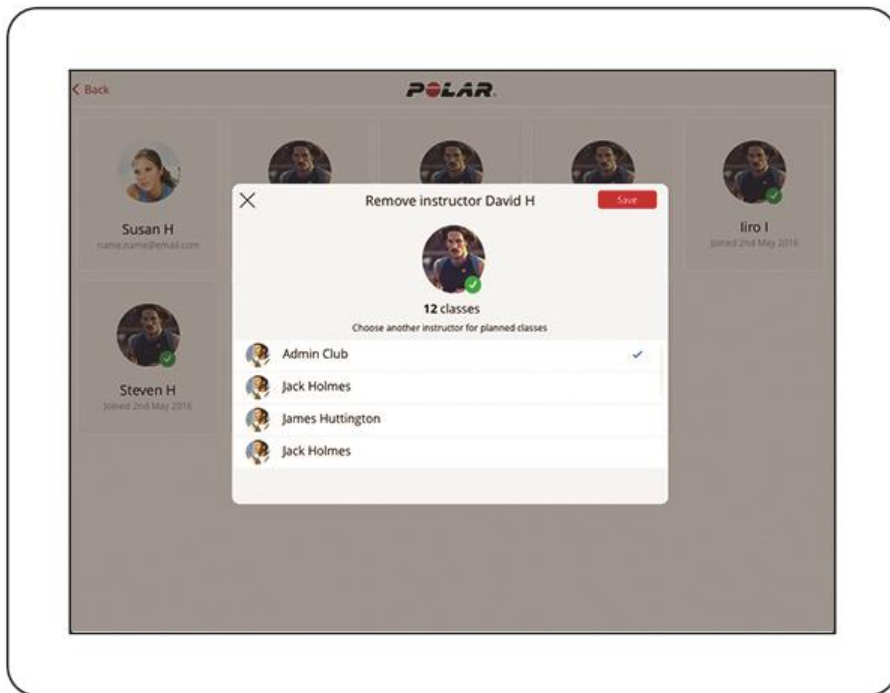 Back
POLAR
Remove instructor David H
Save
Susan H
name.name@email.com
Iiro I
Joined 2nd May 2016
12 classes
Choose another instructor for planned classes
Admin Club
Jack Holmes
James Huttington
Jack Holmes
Steven H
Joined 2nd May 2016